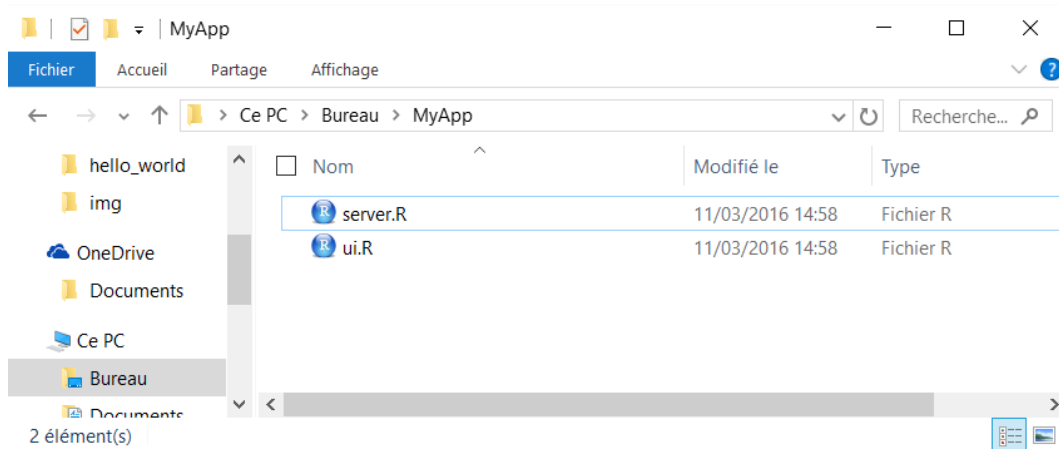 MyApp
Fichier Accueil Partage Affichage ?
Ce PC > Bureau > MyApp Recherche...
hello_world
img
OneDrive
Documents
Ce PC
Bureau
Documents
Nom Modifié le Type
R server.R 11/03/2016 14:58 Fichier R
R ui.R 11/03/2016 14:58 Fichier R
2 élément(s)